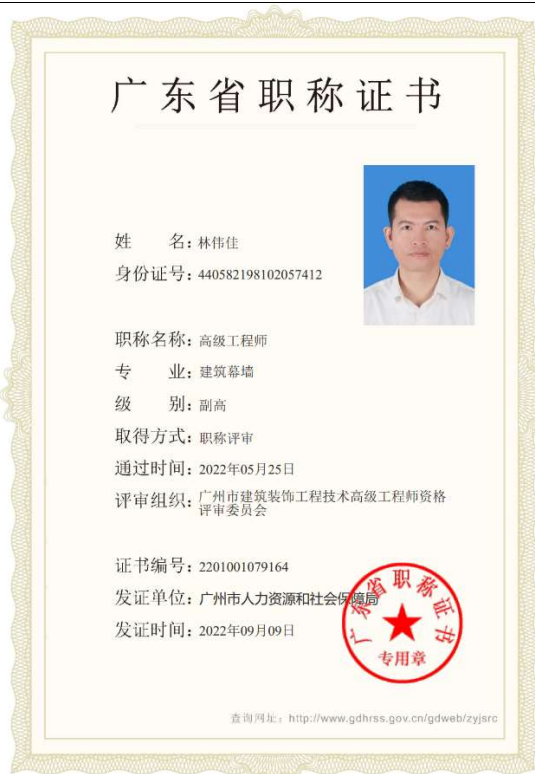 广东省职称证书
姓 名：林伟佳
身份证号：440582198102057412
职称名称：高级工程师
专 业：建筑幕墙
级 别：副高
取得方式：职称评审
通过时间：2022年05月25日
评审组织：广州市建筑装饰工程技术高级工程师资格
评审委员会
证书编号：2201001079164
发证单位：广州市人力资源和社会保障局
发证时间：2022年09月09日
广东省职称证书
专用章
查询网址：http://www.gdhrss.gov.cn/gdweb/zyjsrc